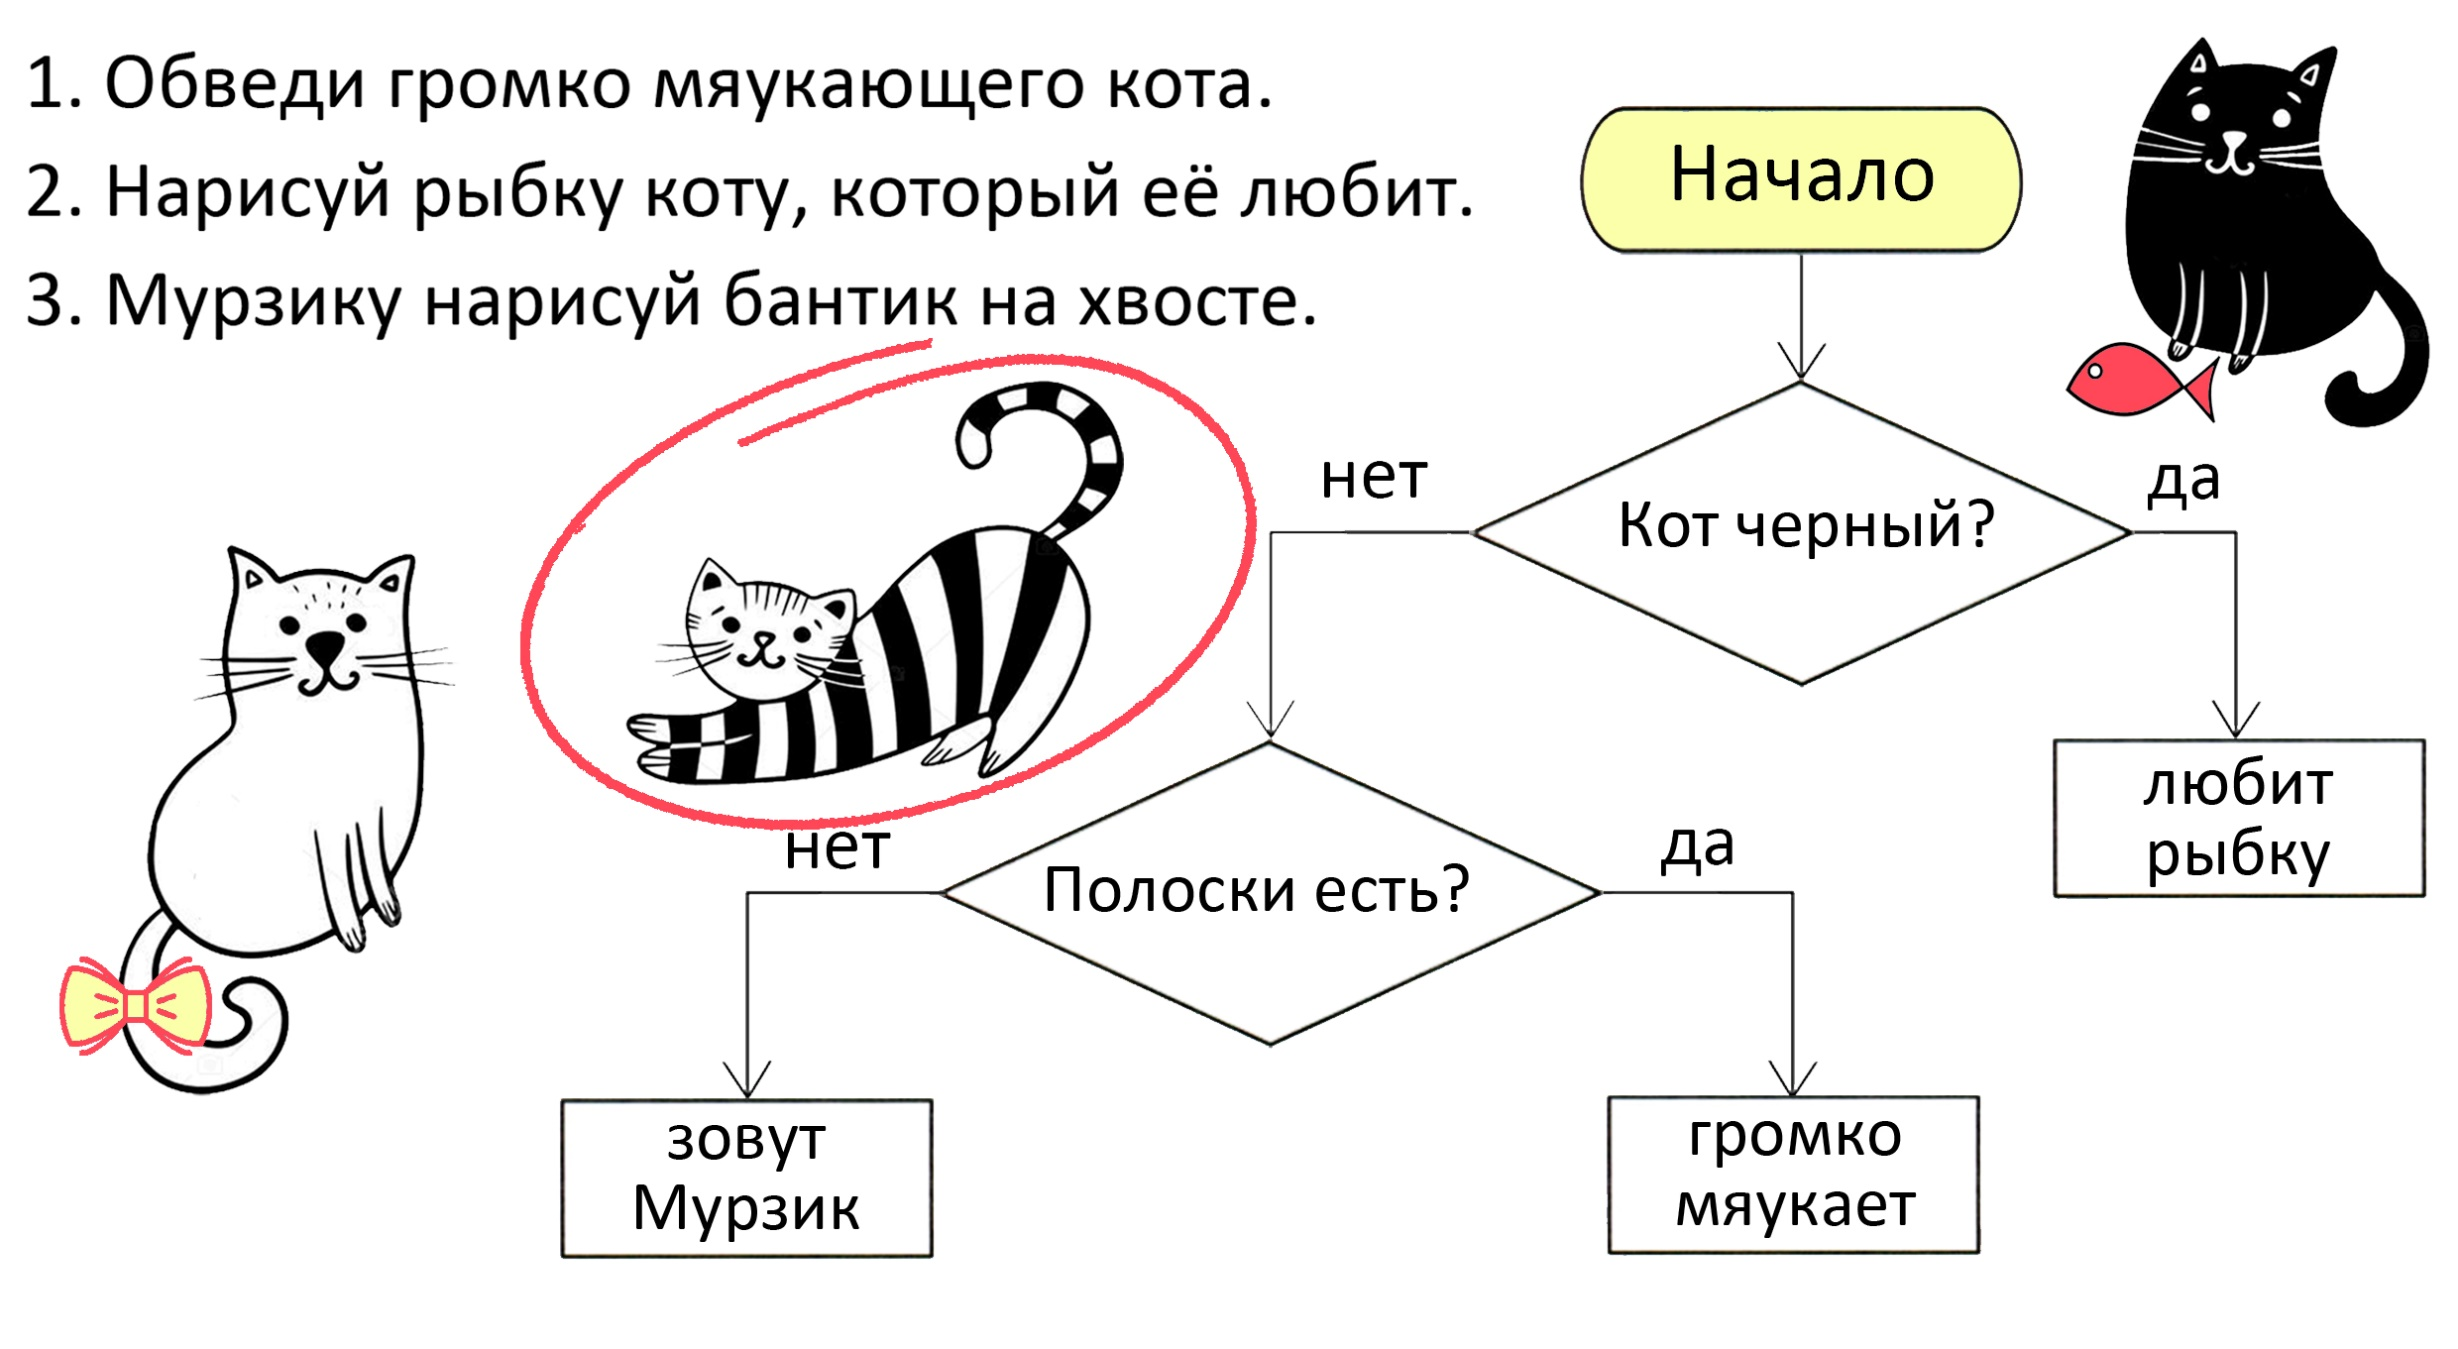 1. Обведи громко мяукающего кота.
2. Нарисуй рыбку коту, который её любит.
3. Мурзику нарисуй бантик на хвосте.
Начало
нет
Кот черный?
да
любит
рыбку
нет
Полоски есть?
да
зовут
Мурзик
громко
мяукает